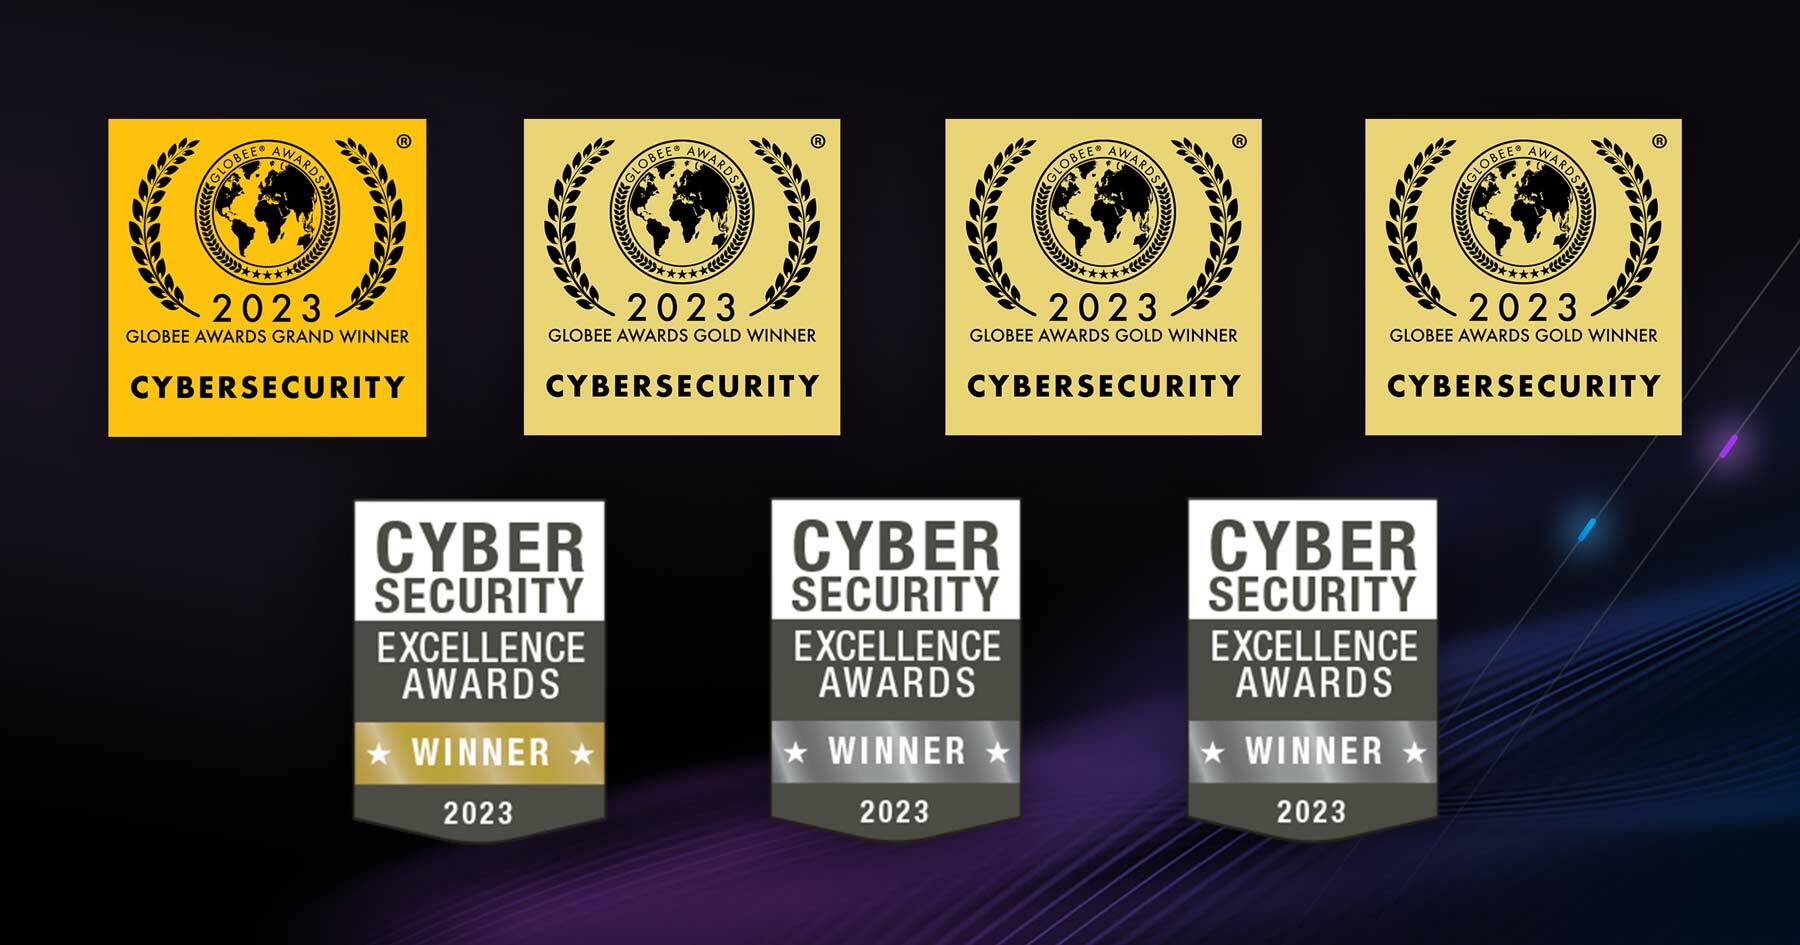 ®
GLOBEE® AWARDS
2023
GLOBEE AWARDS GRAND WINNER
CYBERSECURITY
®
GLOBEE® AWARDS
2023
GLOBEE AWARDS GOLD WINNER
CYBERSECURITY
®
GLOBEE® AWARDS
2023
GLOBEE AWARDS GOLD WINNER
CYBERSECURITY
®
GLOBEE® AWARDS
2023
GLOBEE AWARDS GOLD WINNER
CYBERSECURITY
CYBER
SECURITY
EXCELLENCE
AWARDS
★ WINNER ★
2023
CYBER
SECURITY
EXCELLENCE
AWARDS
★ WINNER ★
2023
CYBER
SECURITY
EXCELLENCE
AWARDS
★ WINNER ★
2023